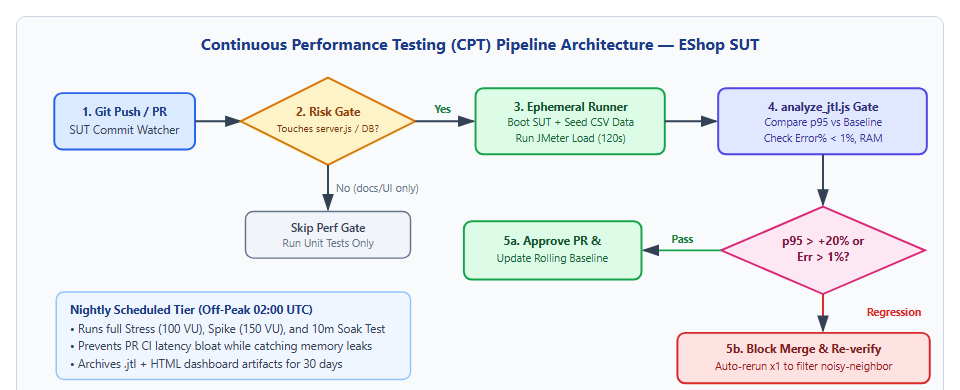 Continuous Performance Testing (CPT) Pipeline Architecture — EShop SUT
1. Git Push / PR
SUT Commit Watcher
2. Risk Gate
Touches server.js / DB?
Yes
3. Ephemeral Runner
Boot SUT + Seed CSV Data
Run JMeter Load (120s)
4. analyze_jtl.js Gate
Compare p95 vs Baseline
Check Error% < 1%, RAM
No (docs/UI only)
Skip Perf Gate
Run Unit Tests Only
5a. Approve PR &
Update Rolling Baseline
Pass
p95 > +20% or
Err > 1%?
Regression
5b. Block Merge & Re-verify
Auto-rerun x1 to filter noisy-neighbor
Nightly Scheduled Tier (Off-Peak 02:00 UTC)
• Runs full Stress (100 VU), Spike (150 VU), and 10m Soak Test
• Prevents PR CI latency bloat while catching memory leaks
• Archives .jtl + HTML dashboard artifacts for 30 days